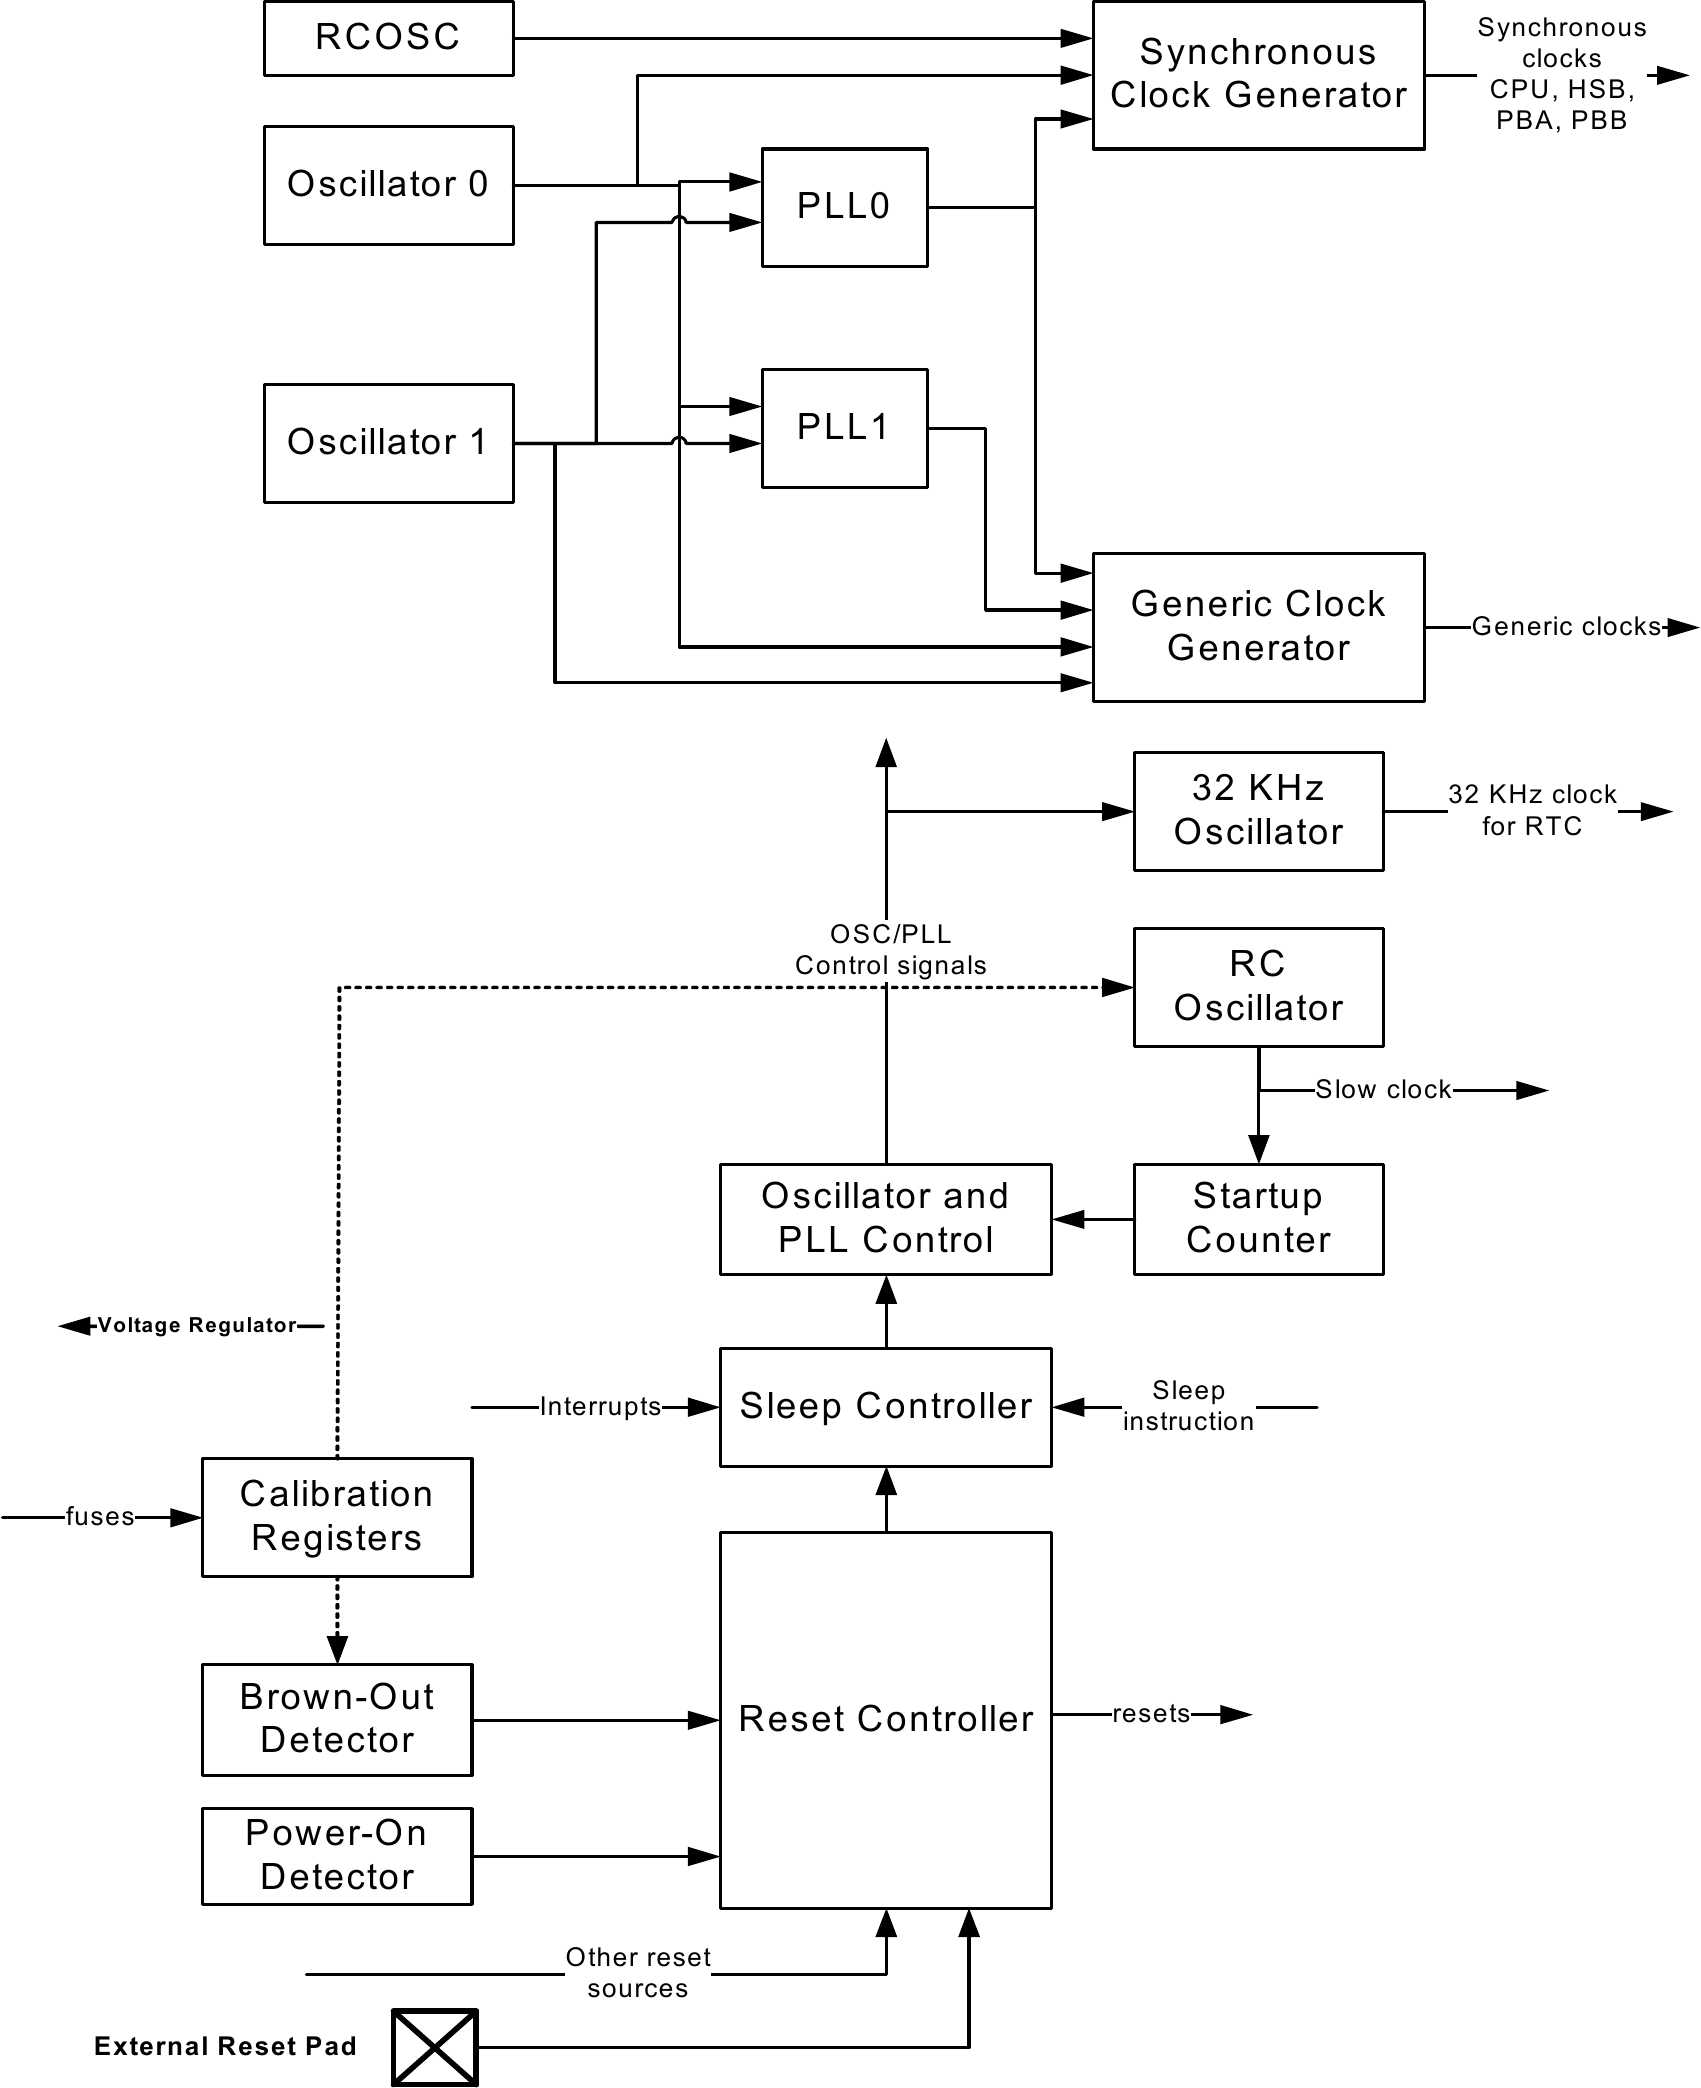 RCOSC
Synchronous
Clock Generator
Synchronous
clocks
CPU, HSB,
PBA, PBB
Oscillator 0
PLL0
Oscillator 1
PLL1
Generic Clock
Generator
Generic clocks
32 KHz
Oscillator
32 KHz clock
for RTC
OSC/PLL
Control signals
RC
Oscillator
Slow clock
Oscillator and
PLL Control
Startup
Counter
Voltage Regulator
Interrupts
Sleep Controller
Sleep
instruction
fuses
Calibration
Registers
Brown-Out
Detector
Reset Controller
resets
Power-On
Detector
Other reset
sources
External Reset Pad